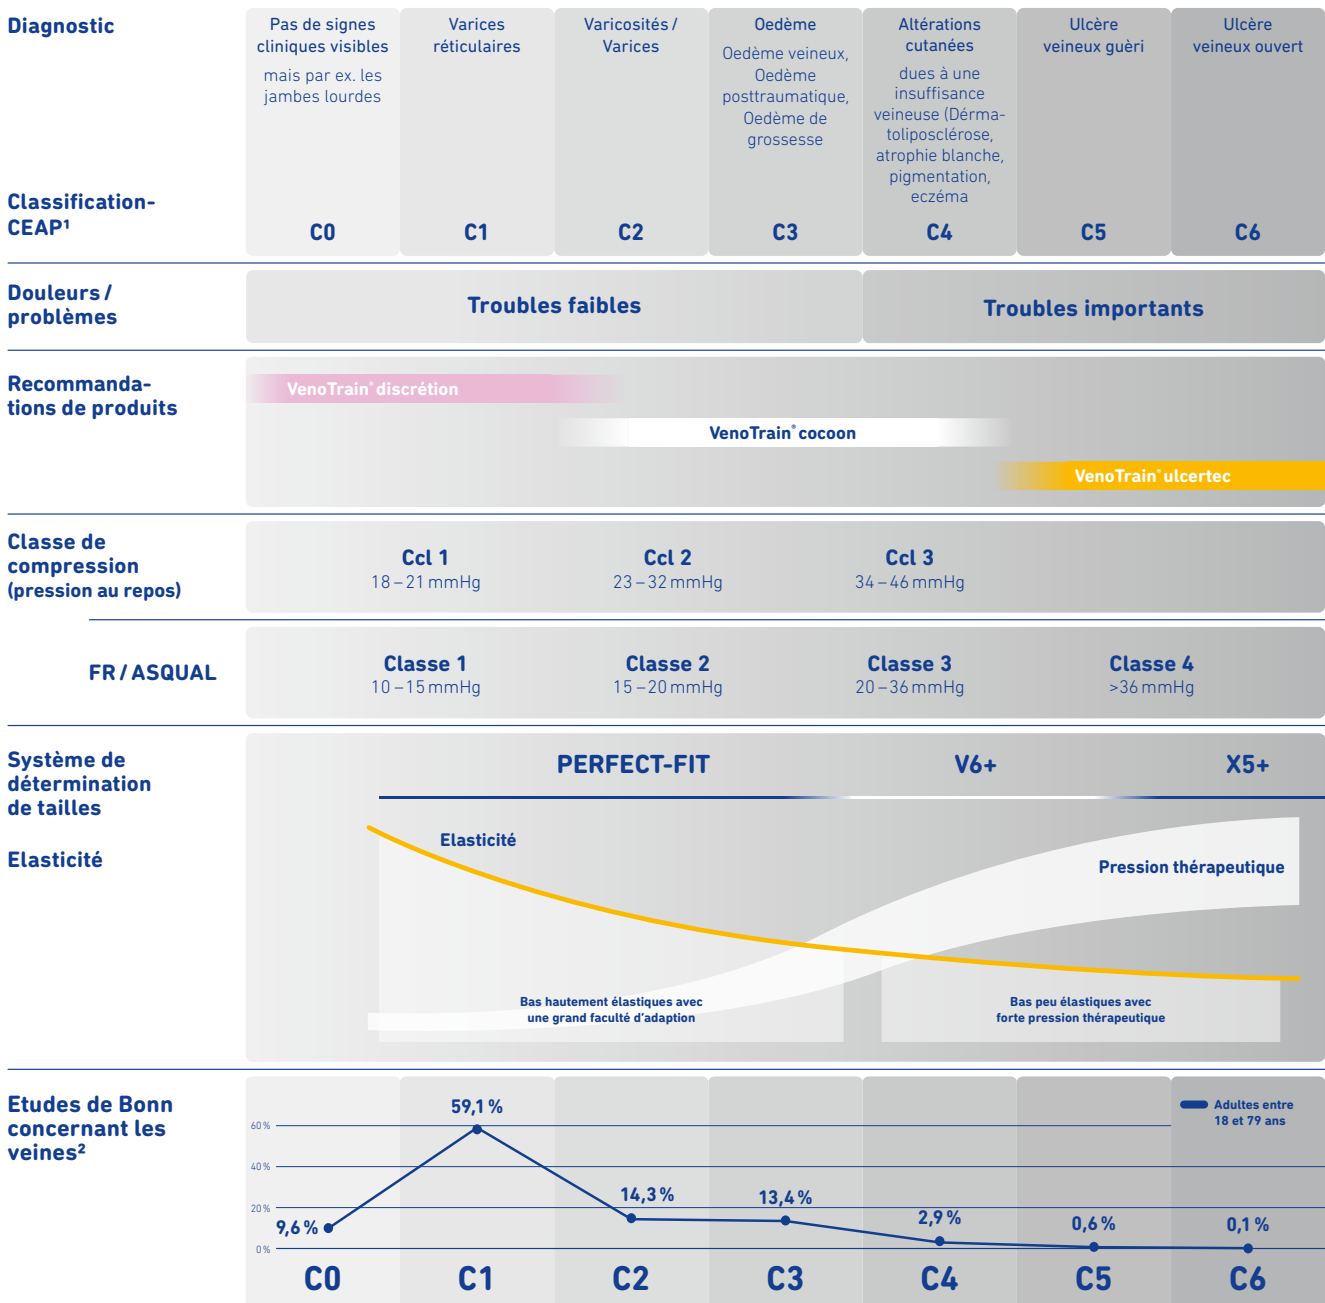 Diagnostic
Pas de signes
cliniques visibles
mais par ex. les
jambes lourdes
Varices
réticulaires
Varicosités /
Varices
Oedème
Oedème veineux,
Oedème
posttraumatique,
Oedème de
grossesse
Altérations
cutanées
dues à une
insuffisance
veineuse (Dérma-
toliposclérose,
atrophie blanche,
pigmentation,
eczéma
Ulcère
veineux guèri
Ulcère
veineux ouvert
Classification-
CEAP¹
C0 C1 C2 C3 C4 C5 C6
Douleurs /
problèmes
Troubles faibles
Troubles importants
Recommanda-
tions de produits
VenoTrain® discrétion
VenoTrain® cocoon
VenoTrain® ulcertec
Classe de
compression
(pression au repos)
Ccl 1
18 – 21 mmHg
Ccl 2
23 – 32 mmHg
Ccl 3
34 – 46 mmHg
FR / ASQUAL
Classe 1
10 – 15 mmHg
Classe 2
15 – 20 mmHg
Classe 3
20 – 36 mmHg
Classe 4
>36 mmHg
Système de
détermination
de tailles
PERFECT-FIT V6+ X5+
Elasticité
Elasticité
Pression thérapeutique
Bas hautement élastiques avec
une grand faculté d'adaption
Bas peu élastiques avec
forte pression thérapeutique
Etudes de Bonn
concernant les
veines²
Adultes entre
18 et 79 ans
60 %
40 %
20 %
0 %
9,6 %
59,1 %
14,3 %
13,4 %
2,9 %
0,6 %
0,1 %
C0 C1 C2 C3 C4 C5 C6